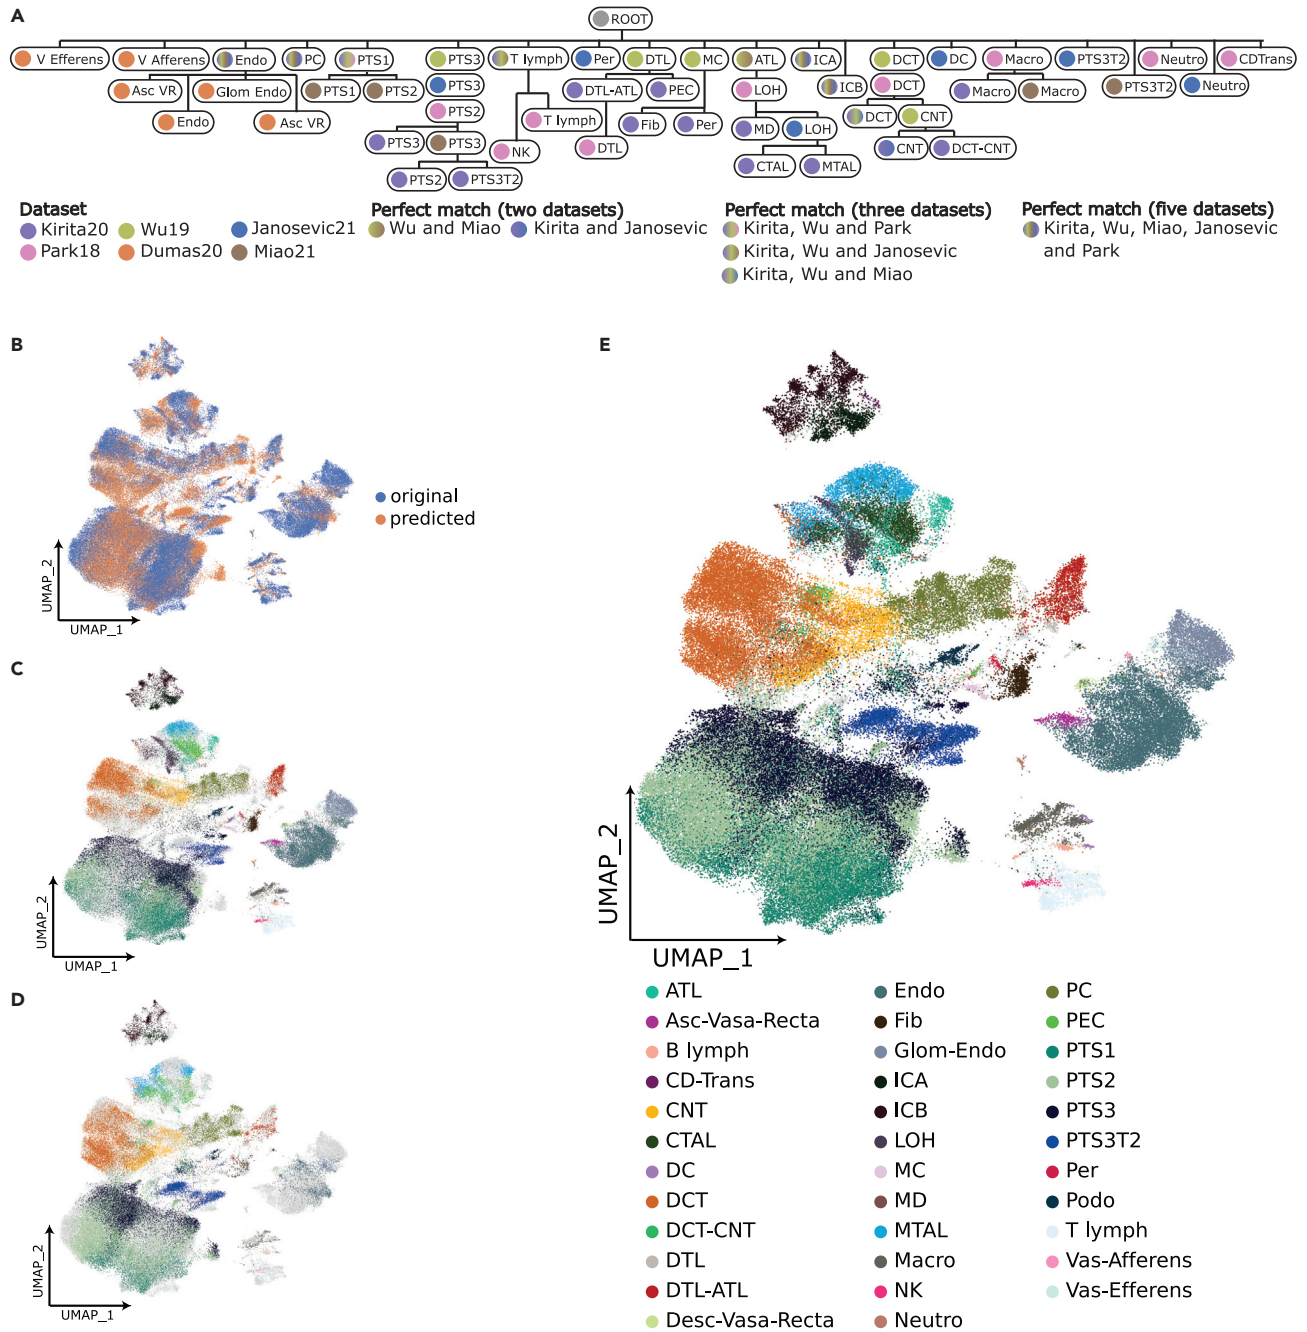 A
ROOT
V Efferens
V Afferens
Endo
PC
PTS1
PTS3
T lymph
Per
DTL
MC
ATL
ICA
DCT
DC
Macro
PTS3T2
Neutro
CDTrans
Asc VR
Glom Endo
PTS1
PTS2
PTS3
DTL-ATL
PEC
LOH
ICB
DCT
Macro
Macro
PTS3T2
Neutro
Endo
Asc VR
PTS2
T lymph
Fib
Per
MD
LOH
DCT
CNT
PTS3
PTS3
NK
DTL
CTAL
MTAL
CNT
DCT-CNT
PTS2
PTS3T2
Dataset
Kirita20
Wu19
Janosevic21
Park18
Dumas20
Miao21
Perfect match (two datasets)
Wu and Miao
Kirita and Janosevic
Perfect match (three datasets)
Kirita, Wu and Park
Kirita, Wu and Janosevic
Kirita, Wu and Miao
Perfect match (five datasets)
Kirita, Wu, Miao, Janosevic
and Park
B
original
predicted
UMAP_2
UMAP_1
C
UMAP_2
UMAP_1
D
UMAP_2
UMAP_1
E
UMAP_2
UMAP_1
ATL
Asc-Vasa-Recta
B lymph
CD-Trans
CNT
CTAL
DC
DCT
DCT-CNT
DTL
DTL-ATL
Desc-Vasa-Recta
Endo
Fib
Glom-Endo
ICA
ICB
LOH
MC
MD
MTAL
Macro
NK
Neutro
PC
PEC
PTS1
PTS2
PTS3
PTS3T2
Per
Podo
T lymph
Vas-Afferens
Vas-Efferens